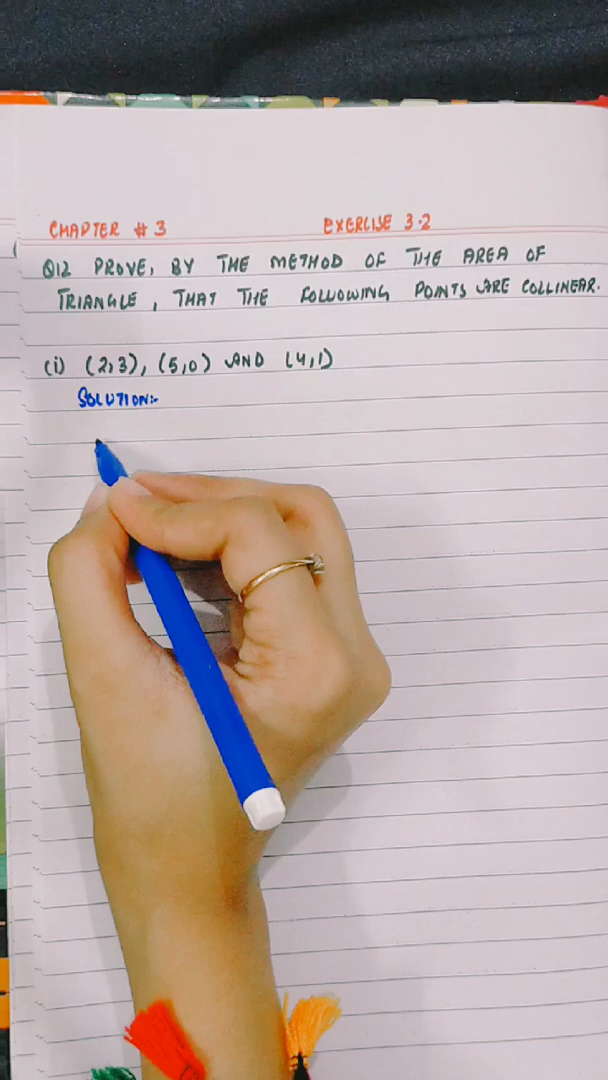 CHAPTER # 3 EXERCISE 3.2
Q12 PROVE, BY THE METHOD OF THE AREA OF
TRIANGLE, THAT THE FOLLOWING POINTS ARE COLLINEAR.
(i) (2,3), (5,0) AND (4,1)
SOLUTION:-